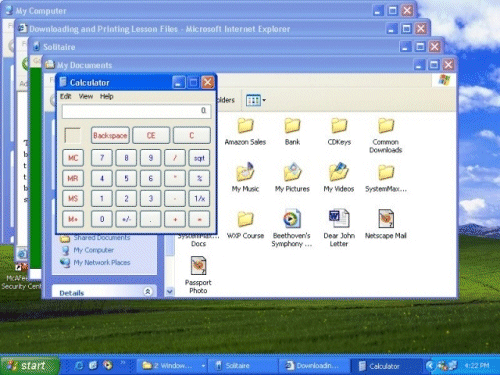 My Computer
Downloading and Printing Lesson Files - Microsoft Internet Explorer
Solitaire
My Documents
Calculator
Edit View Help
0.
Backspace CE C
MC 7 8 9 / sqrt
MR 4 5 6 * %
MS 1 2 3 - 1/x
M+ 0 +/- . + =
olders
Amazon Sales Bank CDKeys Common Downloads
My Music My Pictures My Videos SystemMax...
SystemMax... Docs WXP Course Beethoven's Symphony ... Dear John Letter Netscape Mail
Passport Photo
Shared Documents
My Computer
My Network Places
Details
McAfee
Security Cent
start
2 Window...
Solitaire
Downloadin...
Calculator
4:22 PM